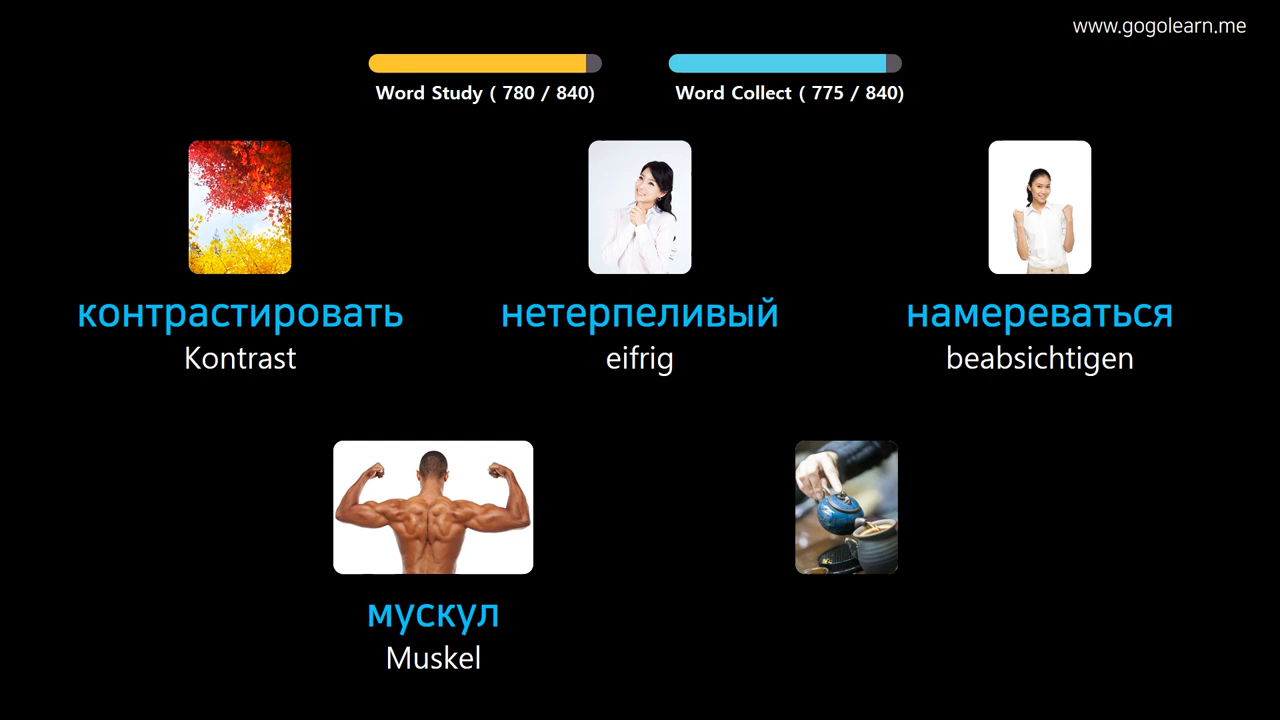 www.gogolearn.me
Word Study ( 780 / 840)
Word Collect ( 775 / 840)
контрастировать
Kontrast
нетерпеливый
eifrig
намереваться
beabsichtigen
мускул
Muskel